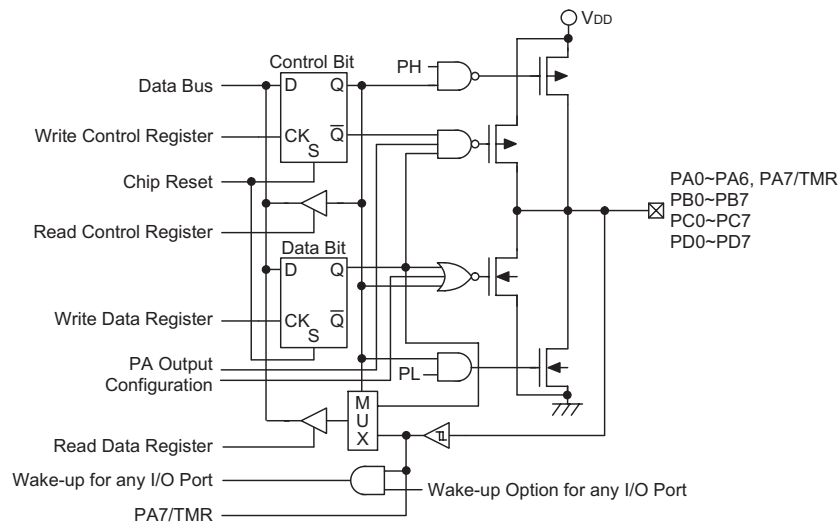 VDD
Control Bit
PH
Data Bus
D
Q
Write Control Register
CK
Q
S
Chip Reset
PA0~PA6, PA7/TMR
PB0~PB7
PC0~PC7
PD0~PD7
Read Control Register
Data Bit
D
Q
Write Data Register
CK
Q
S
PA Output
Configuration
PL
M
U
X
Read Data Register
Wake-up for any I/O Port
Wake-up Option for any I/O Port
PA7/TMR